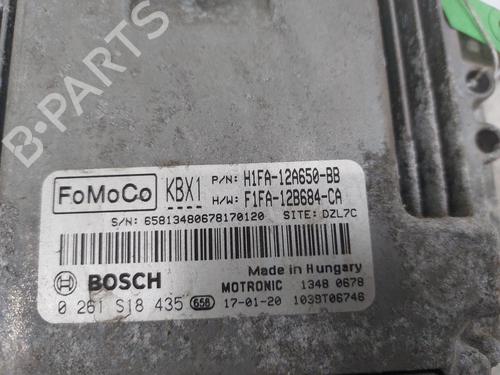 B-PARTS
FoMoCo KBX1 P/N: H1FA-12A650-BB
H/W: F1FA-12B684-CA
S/N: 65813480678170120 SITE: DZL7C
BOSCH Made in Hungary
MOTRONIC 1348 0678
0 261 S18 435 658 17-01-20 1039T06746